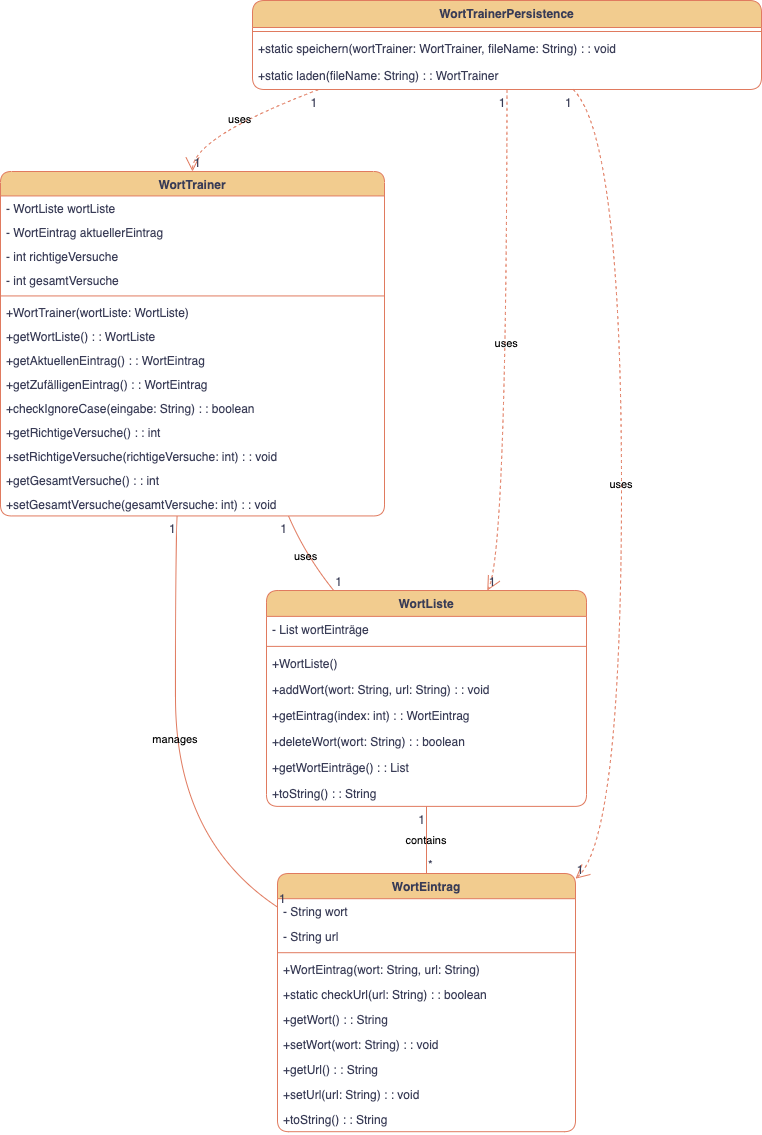 WortTrainerPersistence
+static speichern(wortTrainer: WortTrainer, fileName: String) : : void
+static laden(fileName: String) : : WortTrainer
1
1
1
uses
1
WortTrainer
- WortListe wortListe
- WortEintrag aktuellerEintrag
- int richtigeVersuche
- int gesamtVersuche
+WortTrainer(wortListe: WortListe)
+getWortListe() : : WortListe
+getAktuellenEintrag() : : WortEintrag
+getZufälligenEintrag() : : WortEintrag
+checkIgnoreCase(eingabe: String) : : boolean
+getRichtigeVersuche() : : int
+setRichtigeVersuche(richtigeVersuche: int) : : void
+getGesamtVersuche() : : int
+setGesamtVersuche(gesamtVersuche: int) : : void
uses
uses
1
1
uses
1
1
WortListe
- List wortEinträge
+WortListe()
+addWort(wort: String, url: String) : : void
+getEintrag(index: int) : : WortEintrag
+deleteWort(wort: String) : : boolean
+getWortEinträge() : : List
+toString() : : String
manages
1
contains
*
1
1
WortEintrag
- String wort
- String url
+WortEintrag(wort: String, url: String)
+static checkUrl(url: String) : : boolean
+getWort() : : String
+setWort(wort: String) : : void
+getUrl() : : String
+setUrl(url: String) : : void
+toString() : : String